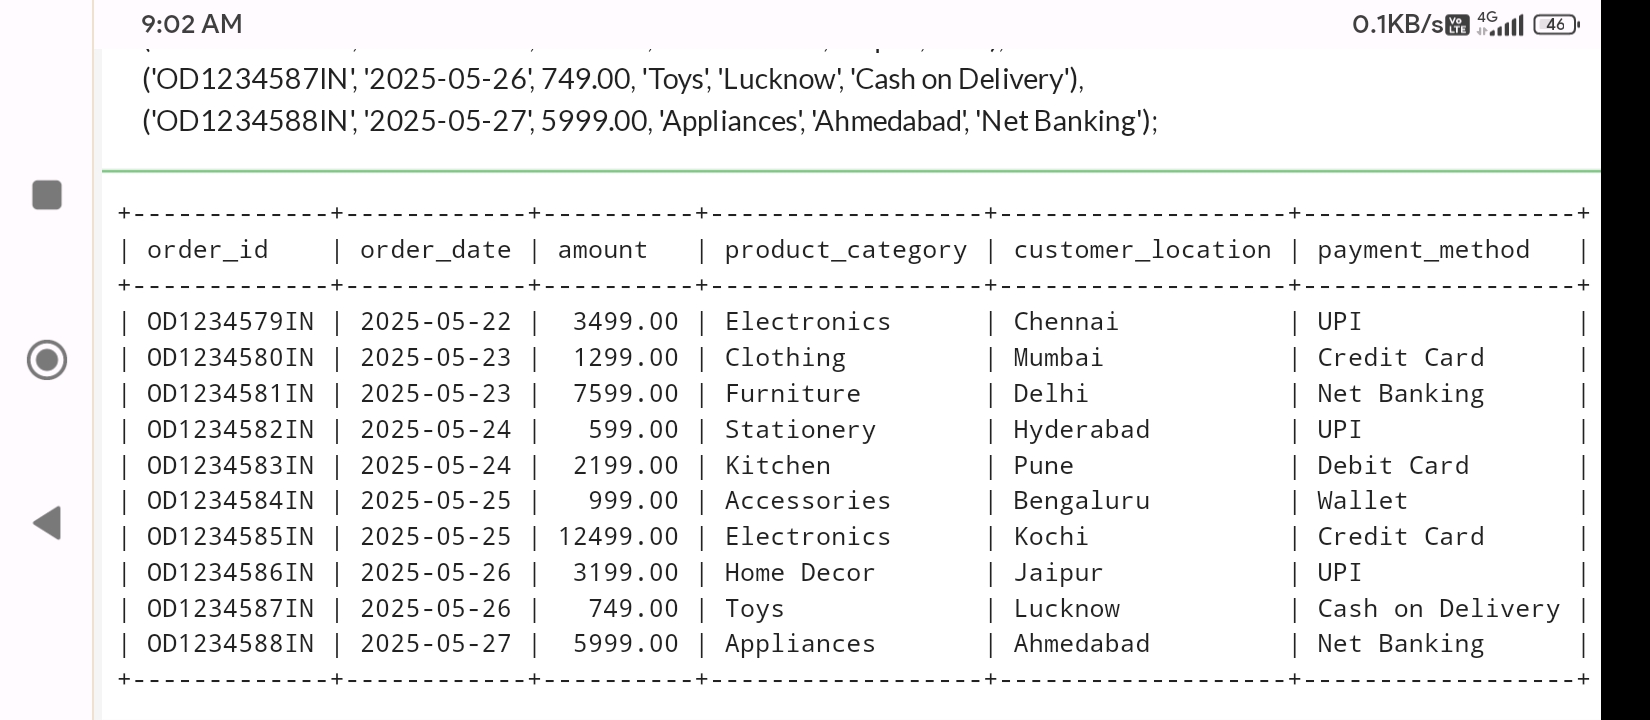 9:02 AM 0.1KB/s Vo LTE 4G 46
('OD1234587IN', '2025-05-26', 749.00, 'Toys', 'Lucknow', 'Cash on Delivery'),
('OD1234588IN', '2025-05-27', 5999.00, 'Appliances', 'Ahmedabad', 'Net Banking');
+-------------+------------+----------+------------------+-------------------+------------------+
| order_id    | order_date | amount   | product_category | customer_location | payment_method   |
+-------------+------------+----------+------------------+-------------------+------------------+
| OD1234579IN | 2025-05-22 |  3499.00 | Electronics      | Chennai           | UPI              |
| OD1234580IN | 2025-05-23 |  1299.00 | Clothing         | Mumbai            | Credit Card      |
| OD1234581IN | 2025-05-23 |  7599.00 | Furniture        | Delhi             | Net Banking      |
| OD1234582IN | 2025-05-24 |   599.00 | Stationery       | Hyderabad         | UPI              |
| OD1234583IN | 2025-05-24 |  2199.00 | Kitchen          | Pune              | Debit Card       |
| OD1234584IN | 2025-05-25 |   999.00 | Accessories      | Bengaluru         | Wallet           |
| OD1234585IN | 2025-05-25 | 12499.00 | Electronics      | Kochi             | Credit Card      |
| OD1234586IN | 2025-05-26 |  3199.00 | Home Decor       | Jaipur            | UPI              |
| OD1234587IN | 2025-05-26 |   749.00 | Toys             | Lucknow           | Cash on Delivery |
| OD1234588IN | 2025-05-27 |  5999.00 | Appliances       | Ahmedabad         | Net Banking      |
+-------------+------------+----------+------------------+-------------------+------------------+